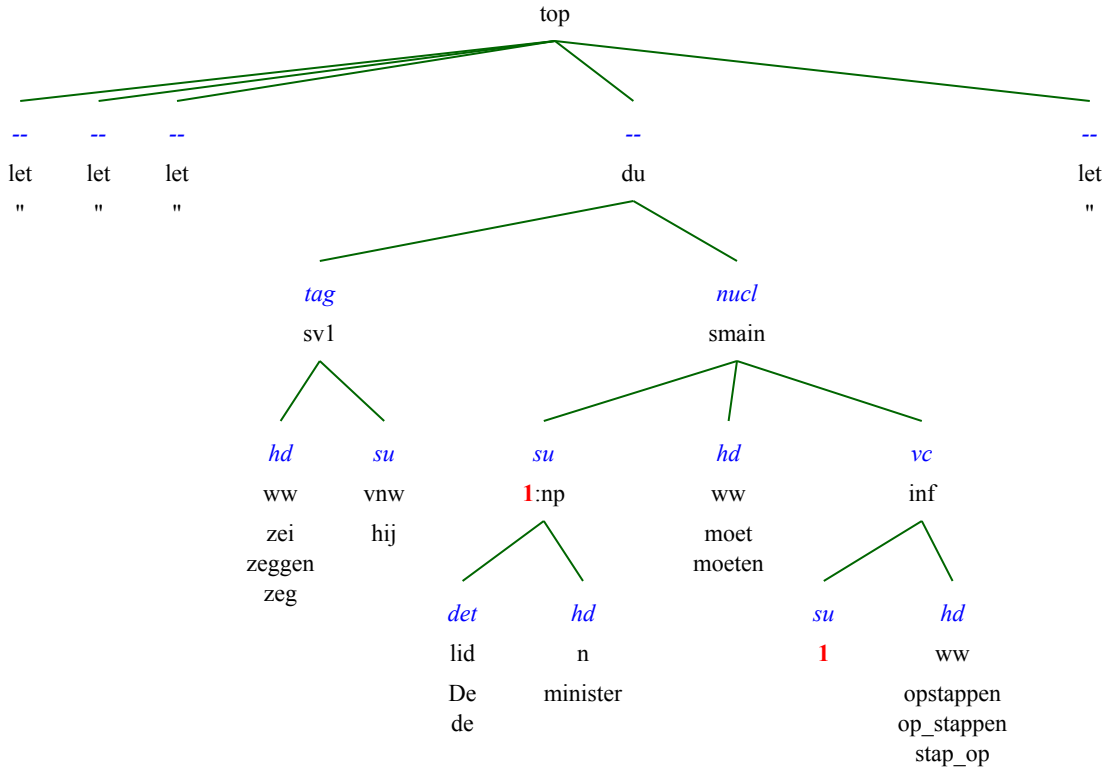 top
-- -- -- -- --
let let let du let
" " " "
tag nucl
sv1 smain
hd su su hd vc
ww vnw 1:np ww inf
zei hij moet
zeggen moeten
zeg
det hd su hd
lid n 1 ww
De minister opstappen
de op_stappen
stap_op